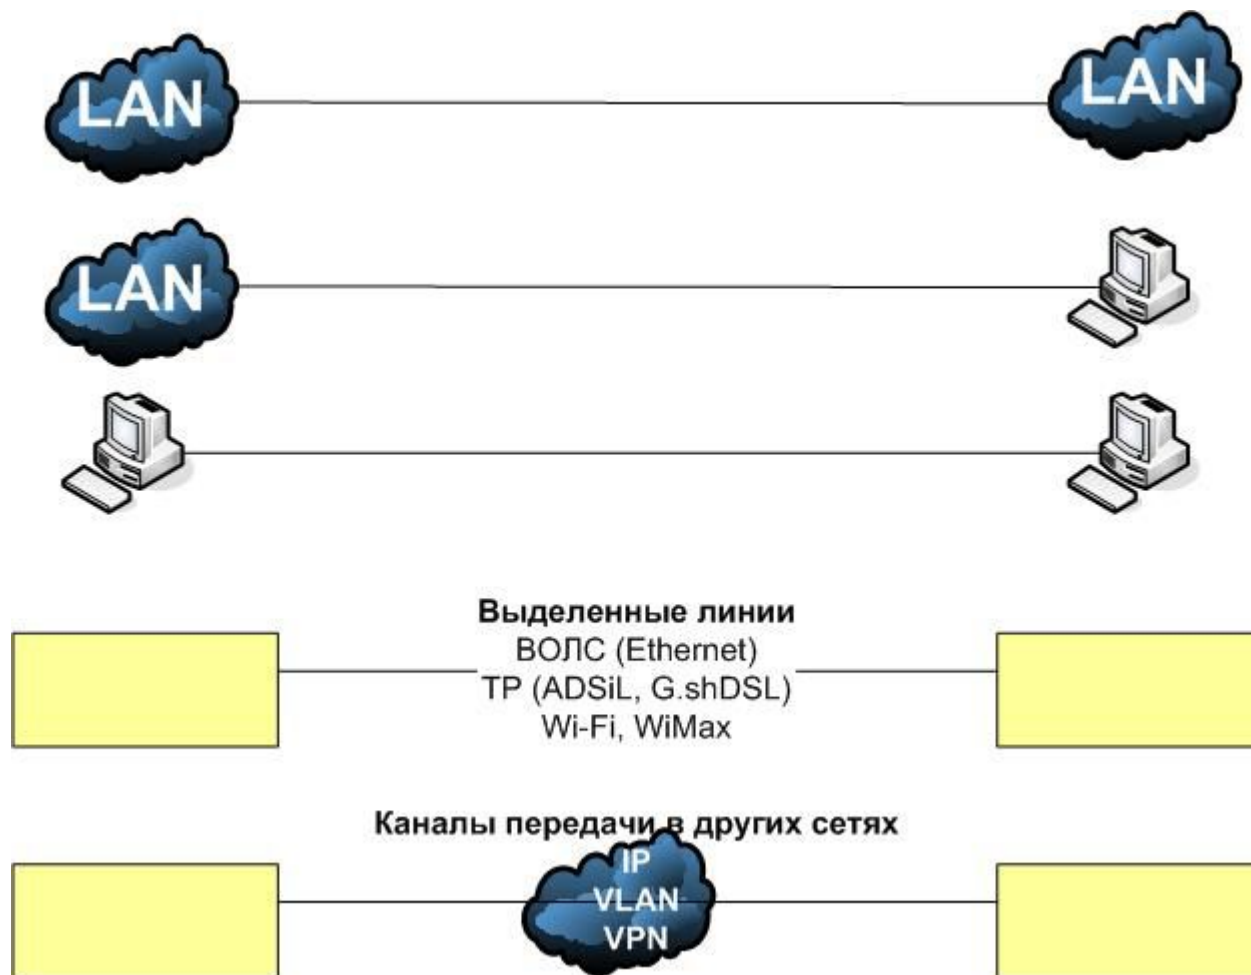 LAN
LAN
LAN
Выделенные линии
ВОЛС (Ethernet)
TP (ADSiL, G.shDSL)
Wi-Fi, WiMax
Каналы передачи в других сетях
IP
VLAN
VPN